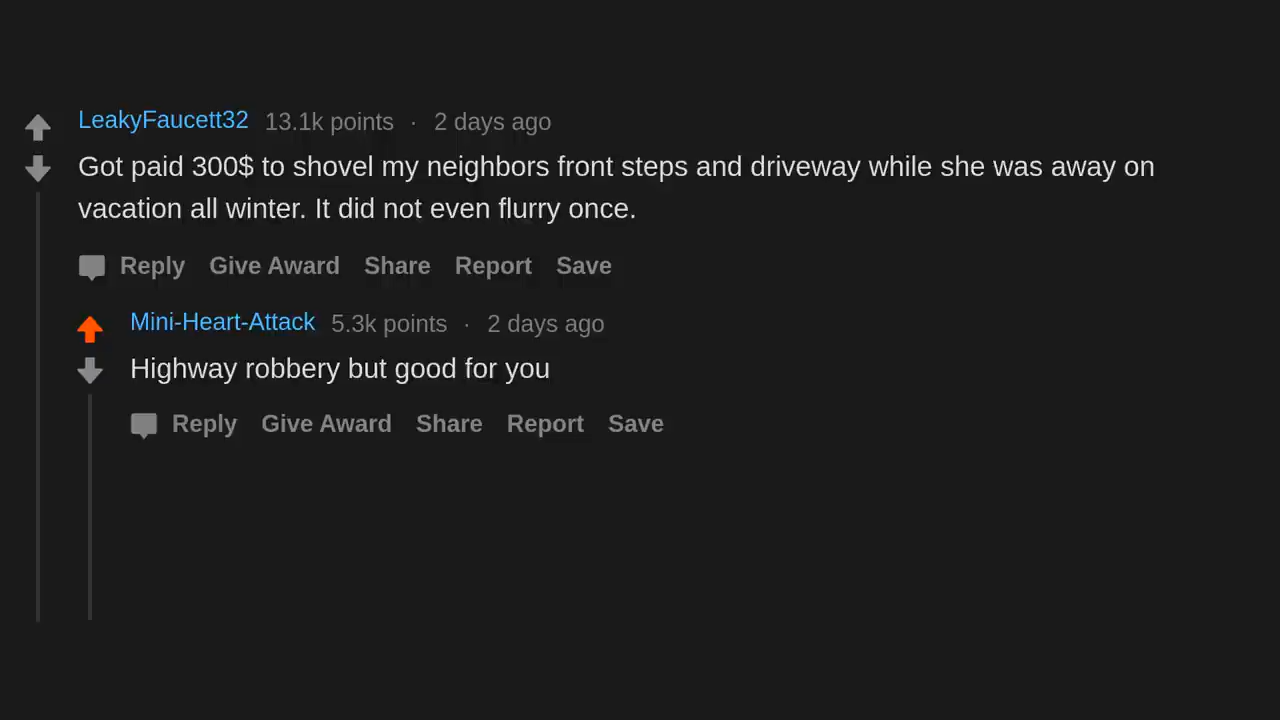 LeakyFaucett32 13.1k points · 2 days ago
Got paid 300$ to shovel my neighbors front steps and driveway while she was away on
vacation all winter. It did not even flurry once.
Reply Give Award Share Report Save
Mini-Heart-Attack 5.3k points · 2 days ago
Highway robbery but good for you
Reply Give Award Share Report Save